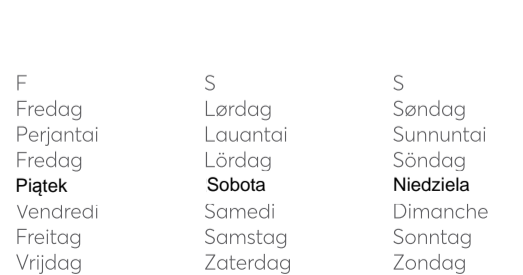 F S S
Fredag Lørdag Søndag
Perjantai Lauantai Sunnuntai
Fredag Lördag Söndag
Piątek Sobota Niedziela
Vendredi Samedi Dimanche
Freitag Samstag Sonntag
Vrijdag Zaterdag Zondag